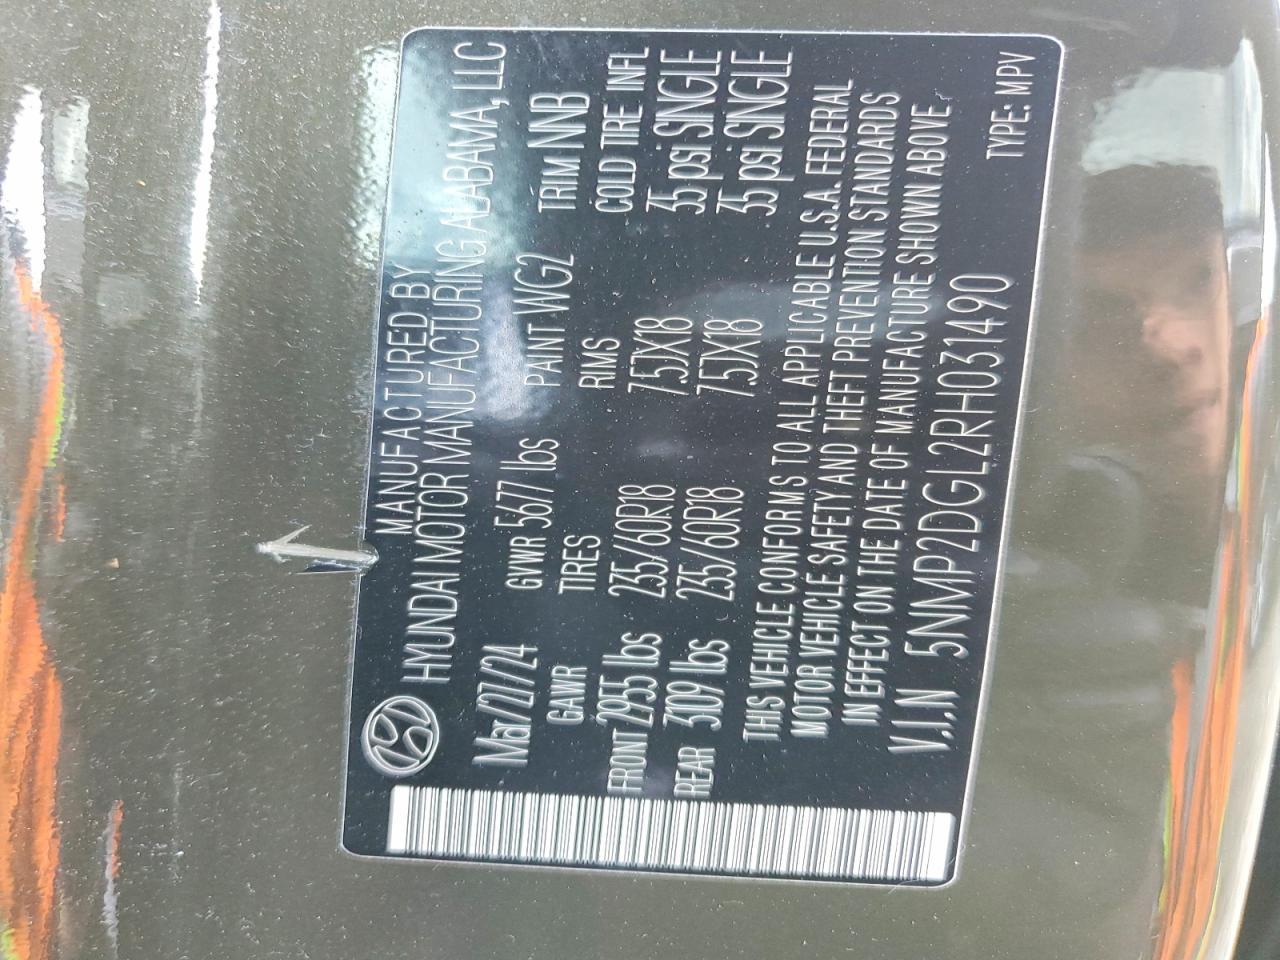 MANUFACTURED BY
HYUNDAI MOTOR MANUFACTURING ALABAMA, LLC
Mar/27/24 GVWR 5677 lbs PAINT WG2 TRIM NNB
GAWR TIRES RIMS COLD TIRE INFL
FRONT 2955 lbs 235/60R18 7.5JX18 35 psi SINGLE
REAR 3109 lbs 235/60R18 7.5JX18 35 psi SINGLE
THIS VEHICLE CONFORMS TO ALL APPLICABLE U.S.A. FEDERAL
MOTOR VEHICLE SAFETY AND THEFT PREVENTION STANDARDS
IN EFFECT ON THE DATE OF MANUFACTURE SHOWN ABOVE.
V.I.N 5NMP2DGL2RH031490
TYPE: MPV